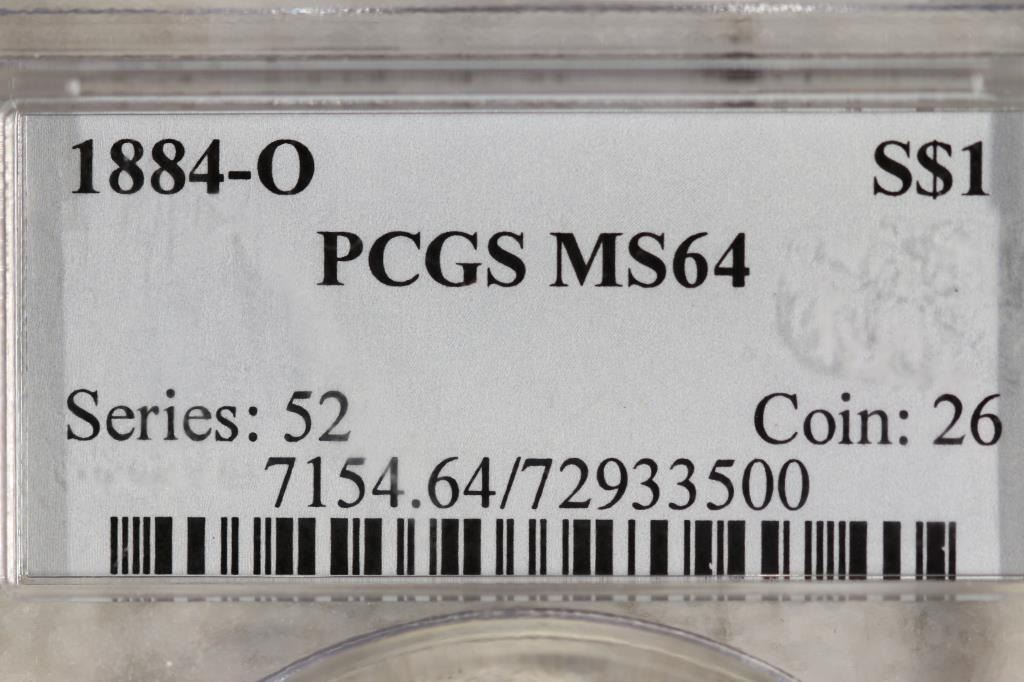 1884-O S$1
PCGS MS64
Series: 52 Coin: 26
7154.64/72933500